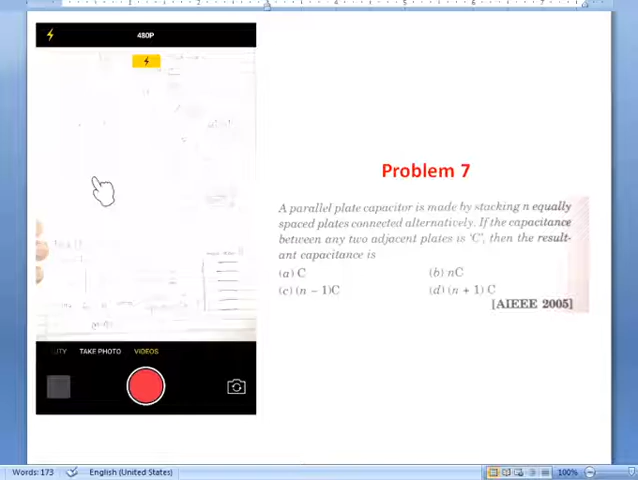 480P
Problem 7
A parallel plate capacitor is made by stacking n equally
spaced plates connected alternatively. If the capacitance
between any two adjacent plates is 'C', then the result-
ant capacitance is
(a) C
(b) nC
(c) (n – 1)C
(d) (n + 1) C
[AIEEE 2005]
TAKE PHOTO
VIDEOS
Words: 173
English (United States)
100%